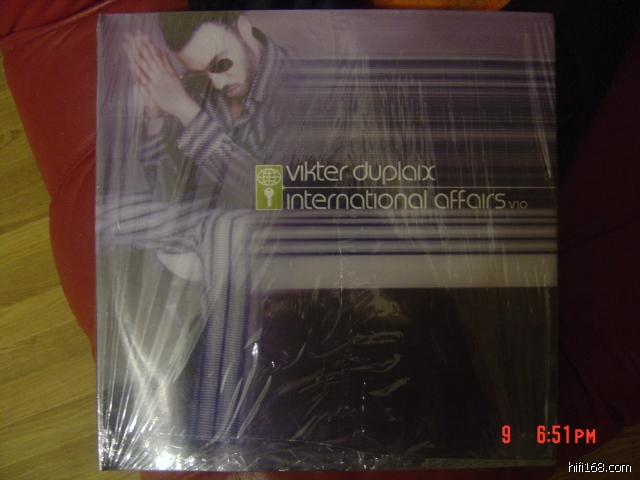 vikter duplaix
international affairs v1.0
9 6:51PM
hifi168.com